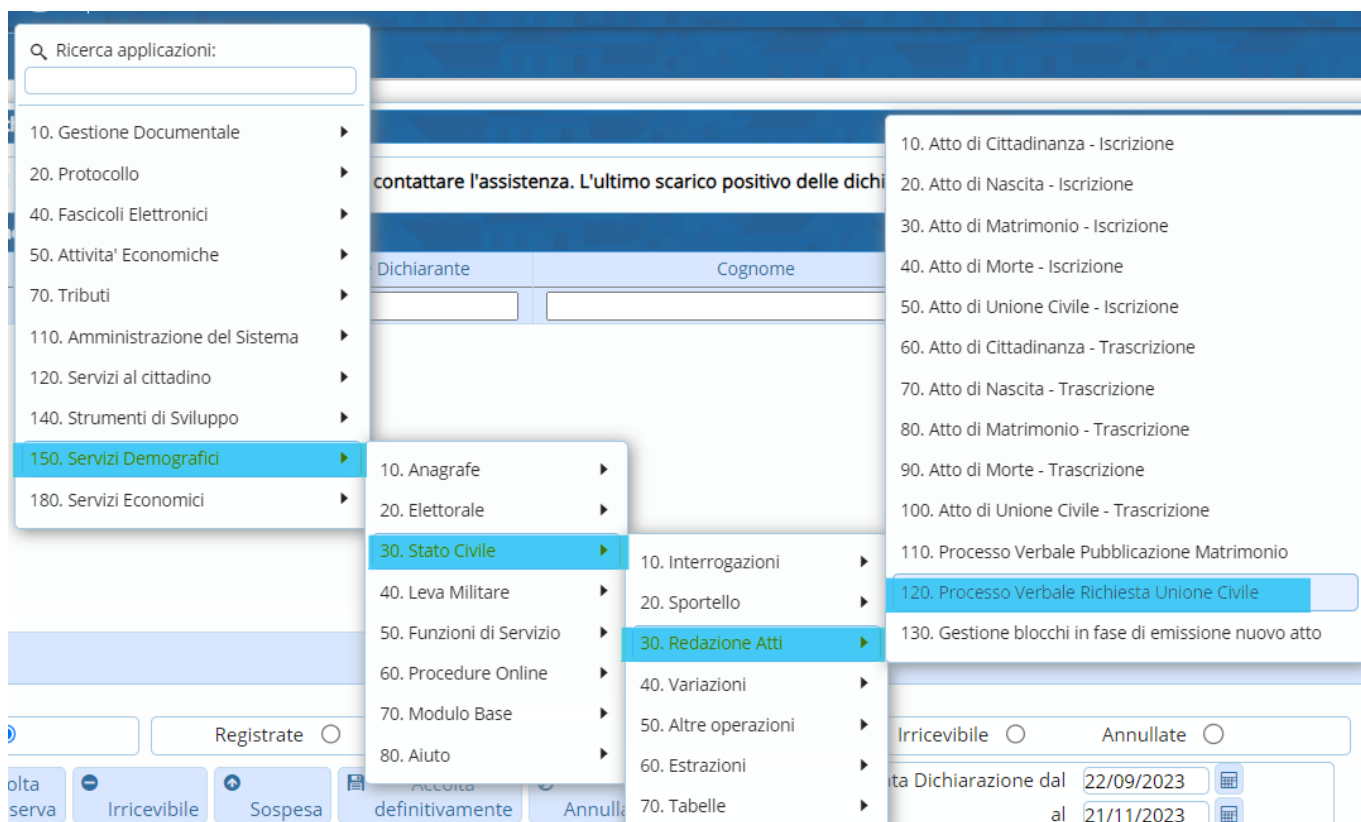 Ricerca applicazioni:
10. Gestione Documentale
20. Protocollo
40. Fascicoli Elettronici
50. Attivita' Economiche
70. Tributi
110. Amministrazione del Sistema
120. Servizi al cittadino
140. Strumenti di Sviluppo
150. Servizi Demografici
180. Servizi Economici
contattare l'assistenza. L'ultimo scarico positivo delle dichi
Dichiarante
Cognome
10. Anagrafe
20. Elettorale
30. Stato Civile
40. Leva Militare
50. Funzioni di Servizio
60. Procedure Online
70. Modulo Base
80. Aiuto
10. Interrogazioni
20. Sportello
30. Redazione Atti
40. Variazioni
50. Altre operazioni
60. Estrazioni
70. Tabelle
10. Atto di Cittadinanza - Iscrizione
20. Atto di Nascita - Iscrizione
30. Atto di Matrimonio - Iscrizione
40. Atto di Morte - Iscrizione
50. Atto di Unione Civile - Iscrizione
60. Atto di Cittadinanza - Trascrizione
70. Atto di Nascita - Trascrizione
80. Atto di Matrimonio - Trascrizione
90. Atto di Morte - Trascrizione
100. Atto di Unione Civile - Trascrizione
110. Processo Verbale Pubblicazione Matrimonio
120. Processo Verbale Richiesta Unione Civile
130. Gestione blocchi in fase di emissione nuovo atto
Registrate
Irricevibile
Annullate
olta
serva
Irricevibile
Sospesa
Accolta
definitivamente
Annulla
ta Dichiarazione dal 22/09/2023
al 21/11/2023